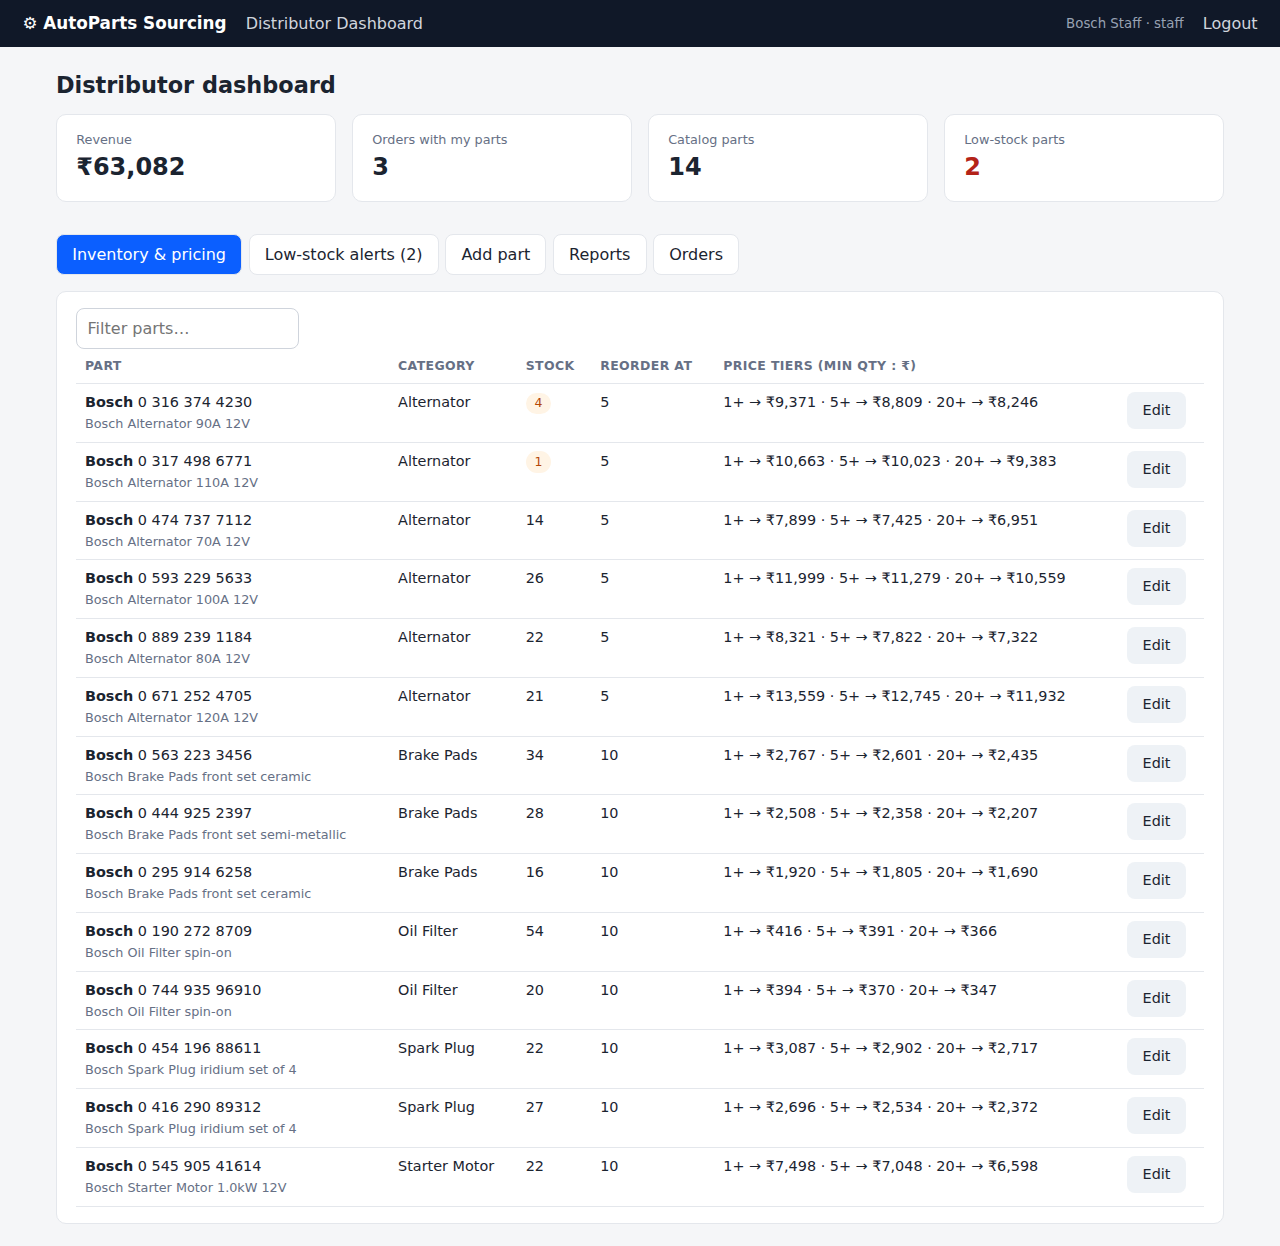 ⚙ AutoParts Sourcing Distributor Dashboard Bosch Staff · staff Logout
Distributor dashboard
Revenue Orders with my parts Catalog parts Low-stock parts
₹63,082 3 14 2
Inventory & pricing Low-stock alerts (2) Add part Reports Orders
Filter parts...
PART CATEGORY STOCK REORDER AT PRICE TIERS (MIN QTY : ₹)
Bosch 0 316 374 4230 Alternator 4 5 1+ → ₹9,371 · 5+ → ₹8,809 · 20+ → ₹8,246 Edit
Bosch Alternator 90A 12V
Bosch 0 317 498 6771 Alternator 1 5 1+ → ₹10,663 · 5+ → ₹10,023 · 20+ → ₹9,383 Edit
Bosch Alternator 110A 12V
Bosch 0 474 737 7112 Alternator 14 5 1+ → ₹7,899 · 5+ → ₹7,425 · 20+ → ₹6,951 Edit
Bosch Alternator 70A 12V
Bosch 0 593 229 5633 Alternator 26 5 1+ → ₹11,999 · 5+ → ₹11,279 · 20+ → ₹10,559 Edit
Bosch Alternator 100A 12V
Bosch 0 889 239 1184 Alternator 22 5 1+ → ₹8,321 · 5+ → ₹7,822 · 20+ → ₹7,322 Edit
Bosch Alternator 80A 12V
Bosch 0 671 252 4705 Alternator 21 5 1+ → ₹13,559 · 5+ → ₹12,745 · 20+ → ₹11,932 Edit
Bosch Alternator 120A 12V
Bosch 0 563 223 3456 Brake Pads 34 10 1+ → ₹2,767 · 5+ → ₹2,601 · 20+ → ₹2,435 Edit
Bosch Brake Pads front set ceramic
Bosch 0 444 925 2397 Brake Pads 28 10 1+ → ₹2,508 · 5+ → ₹2,358 · 20+ → ₹2,207 Edit
Bosch Brake Pads front set semi-metallic
Bosch 0 295 914 6258 Brake Pads 16 10 1+ → ₹1,920 · 5+ → ₹1,805 · 20+ → ₹1,690 Edit
Bosch Brake Pads front set ceramic
Bosch 0 190 272 8709 Oil Filter 54 10 1+ → ₹416 · 5+ → ₹391 · 20+ → ₹366 Edit
Bosch Oil Filter spin-on
Bosch 0 744 935 96910 Oil Filter 20 10 1+ → ₹394 · 5+ → ₹370 · 20+ → ₹347 Edit
Bosch Oil Filter spin-on
Bosch 0 454 196 88611 Spark Plug 22 10 1+ → ₹3,087 · 5+ → ₹2,902 · 20+ → ₹2,717 Edit
Bosch Spark Plug iridium set of 4
Bosch 0 416 290 89312 Spark Plug 27 10 1+ → ₹2,696 · 5+ → ₹2,534 · 20+ → ₹2,372 Edit
Bosch Spark Plug iridium set of 4
Bosch 0 545 905 41614 Starter Motor 22 10 1+ → ₹7,498 · 5+ → ₹7,048 · 20+ → ₹6,598 Edit
Bosch Starter Motor 1.0kW 12V